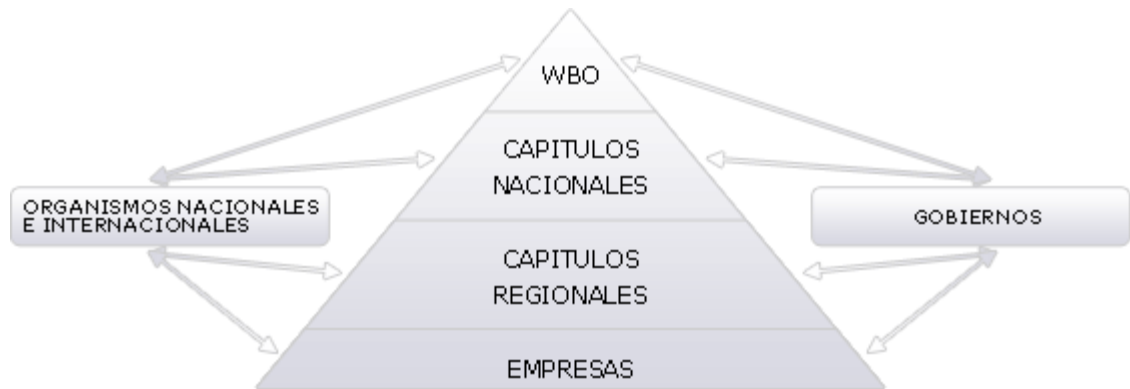 WBO
CAPITULOS
NACIONALES
ORGANISMOS NACIONALES
E INTERNACIONALES
GOBIERNOS
CAPITULOS
REGIONALES
EMPRESAS